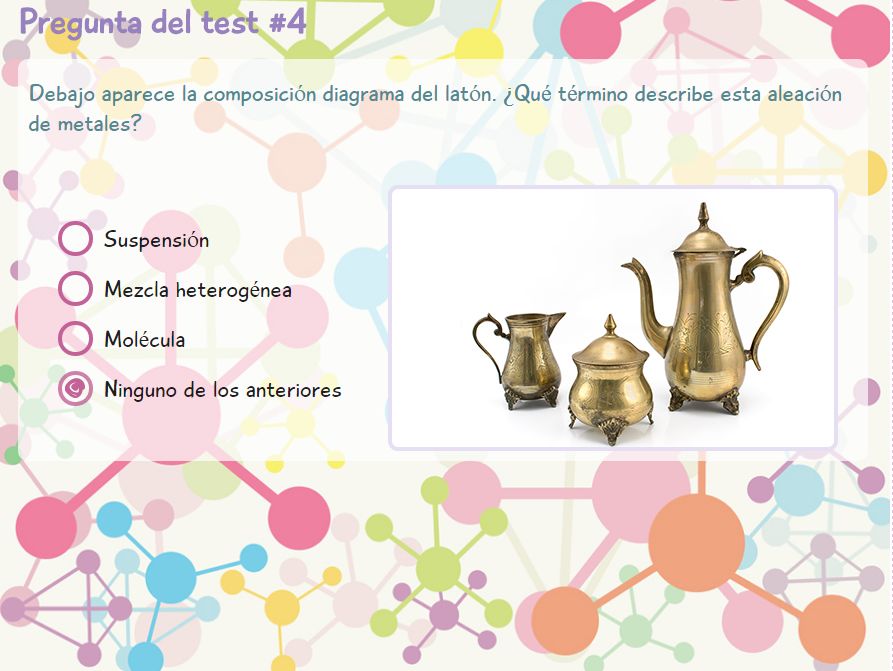 Pregunta del test #4
Debajo aparece la composición diagrama del latón. ¿Qué término describe esta aleación
de metales?
Suspensión
Mezcla heterogénea
Molécula
Ninguno de los anteriores